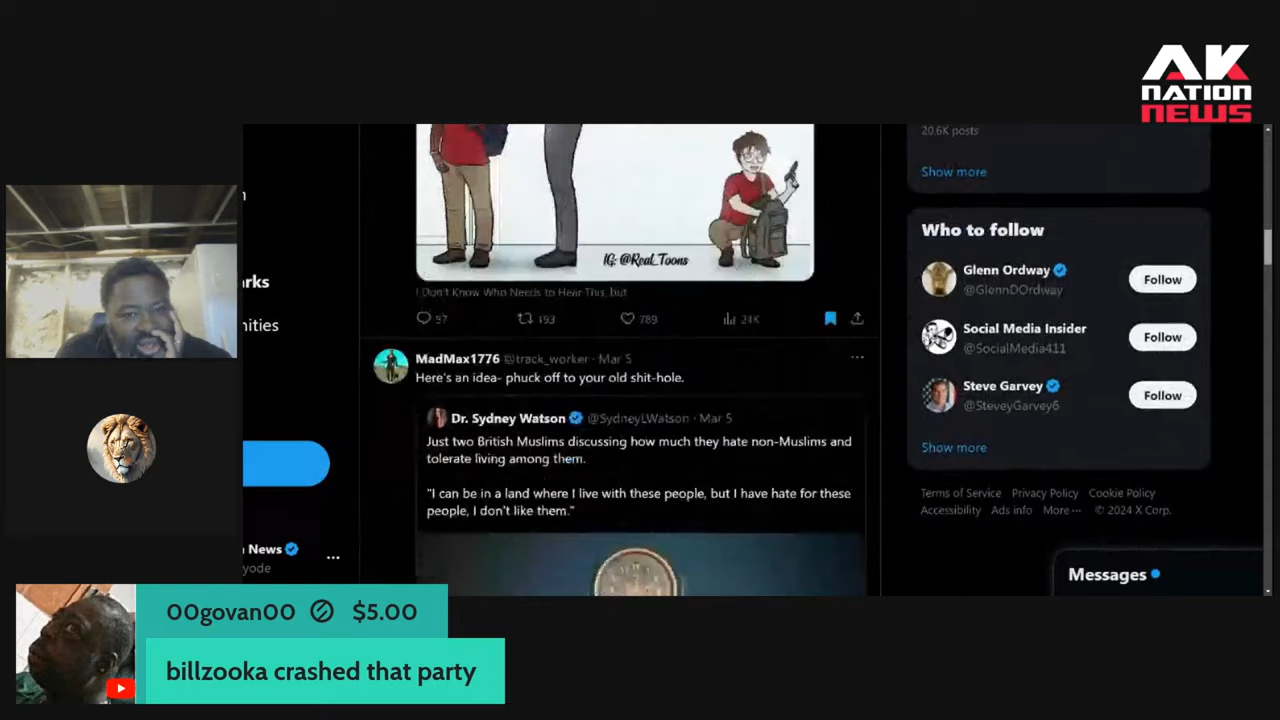 AK
NATION
NEWS
20.6K posts
Show more
Who to follow
Glenn Ordway
@GlennDOrdway
Follow
Social Media Insider
@SocialMedia411
Follow
Steve Garvey
@SteveyGarvey6
Follow
Show more
Terms of Service Privacy Policy Cookie Policy
Accessibility Ads info More ··· © 2024 X Corp.
Messages
rks
ities
News
yode
IG: @Real_Toons
I Don't Know Who Needs to Hear This, but
37 193 789 24K
MadMax1776 @track_worker · Mar 5
Here's an idea- phuck off to your old shit-hole.
Dr. Sydney Watson @SydneyLWatson · Mar 5
Just two British Muslims discussing how much they hate non-Muslims and
tolerate living among them.
"I can be in a land where I live with these people, but I have hate for these
people, I don't like them."
00govan00 $5.00
billzooka crashed that party